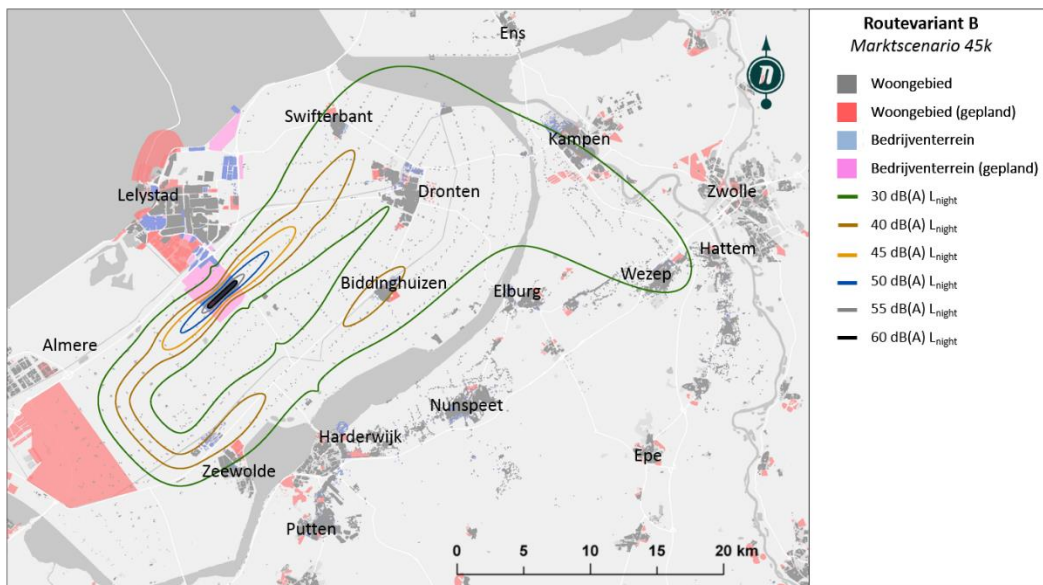 Ens
Swifterbant
Kampen
Lelystad
Dronten
Zwolle
Hattem
Biddinghuizen
Wezep
Elburg
Almere
Nunspeet
Harderwijk
Epe
Zeewolde
Putten
0 5 10 15 20 km
Routevariant B
Marktscenario 45k
Woongebied
Woongebied (gepland)
Bedrijventerrein
Bedrijventerrein (gepland)
30 dB(A) Lnight
40 dB(A) Lnight
45 dB(A) Lnight
50 dB(A) Lnight
55 dB(A) Lnight
60 dB(A) Lnight